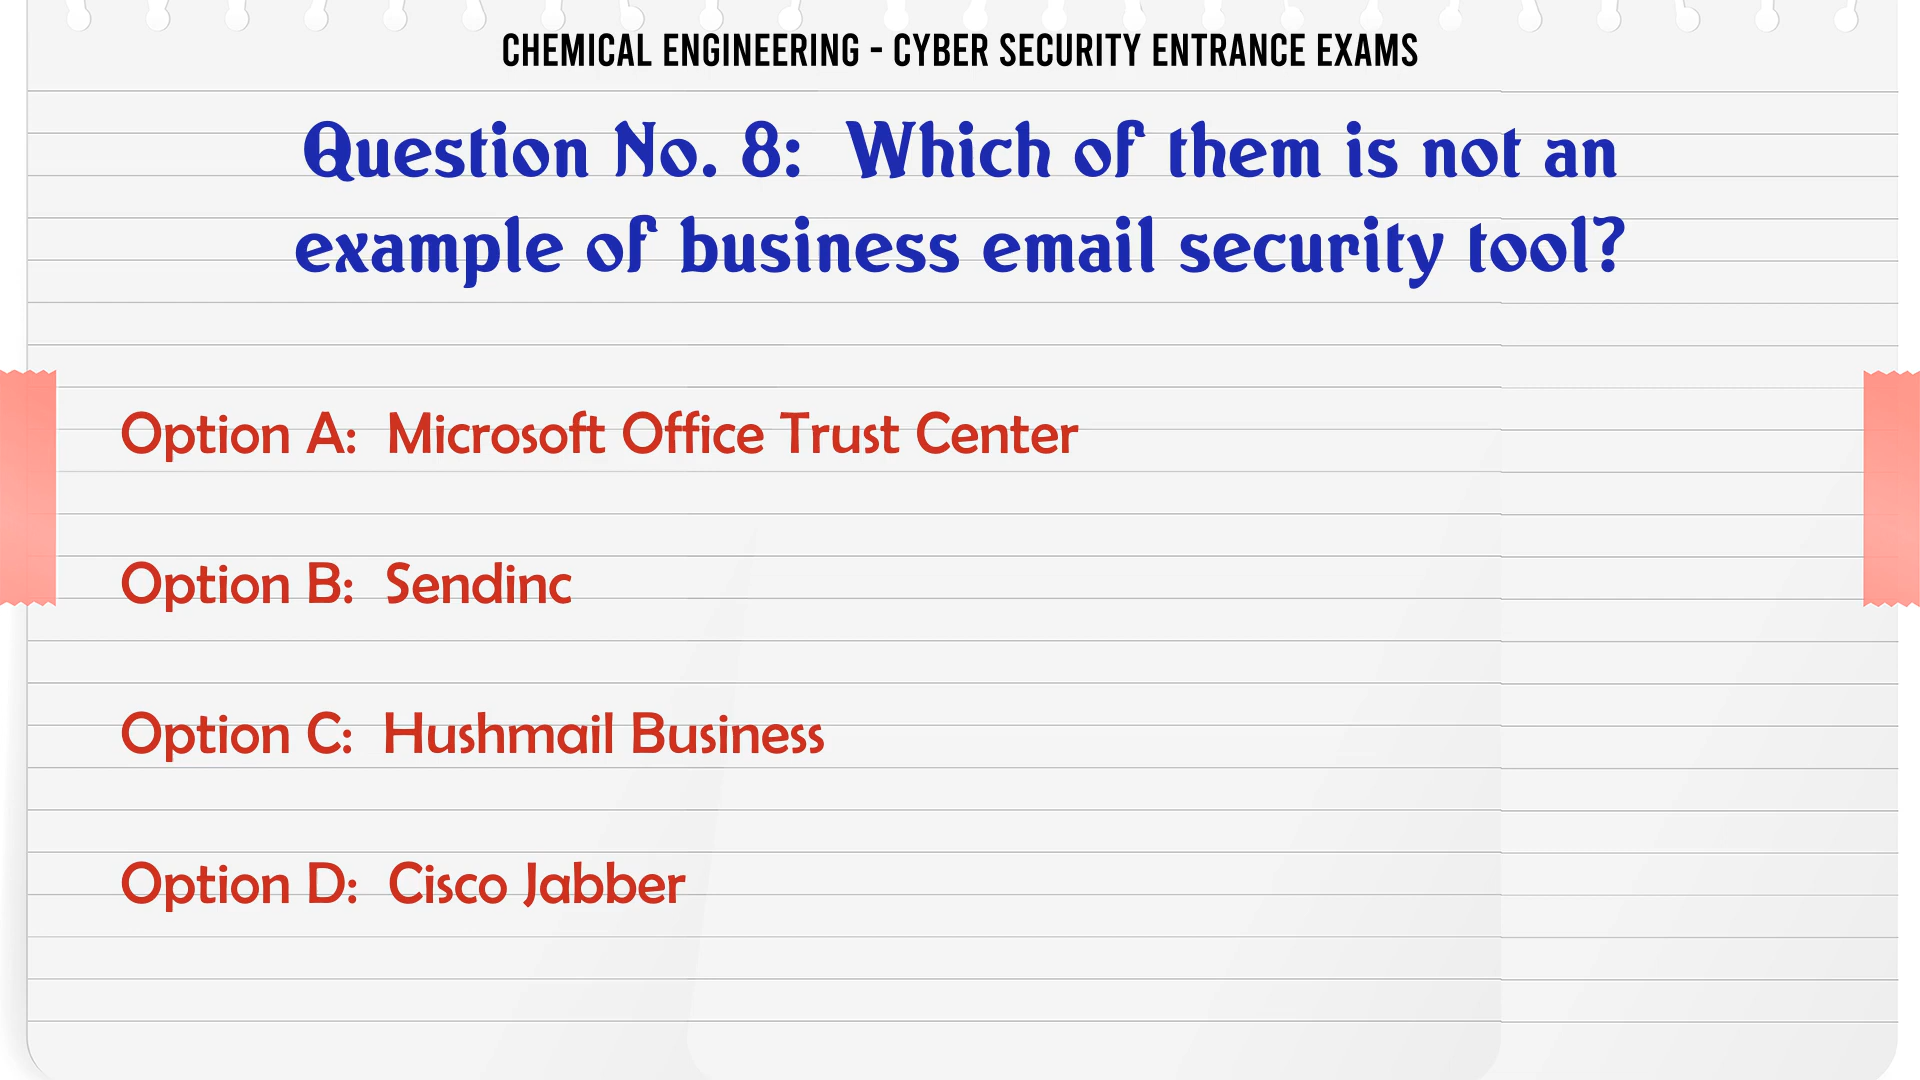 CHEMICAL ENGINEERING - CYBER SECURITY ENTRANCE EXAMS
Question No. 8: Which of them is not an
example of business email security tool?
Option A: Microsoft Office Trust Center
Option B: Sendinc
Option C: Hushmail Business
Option D: Cisco Jabber